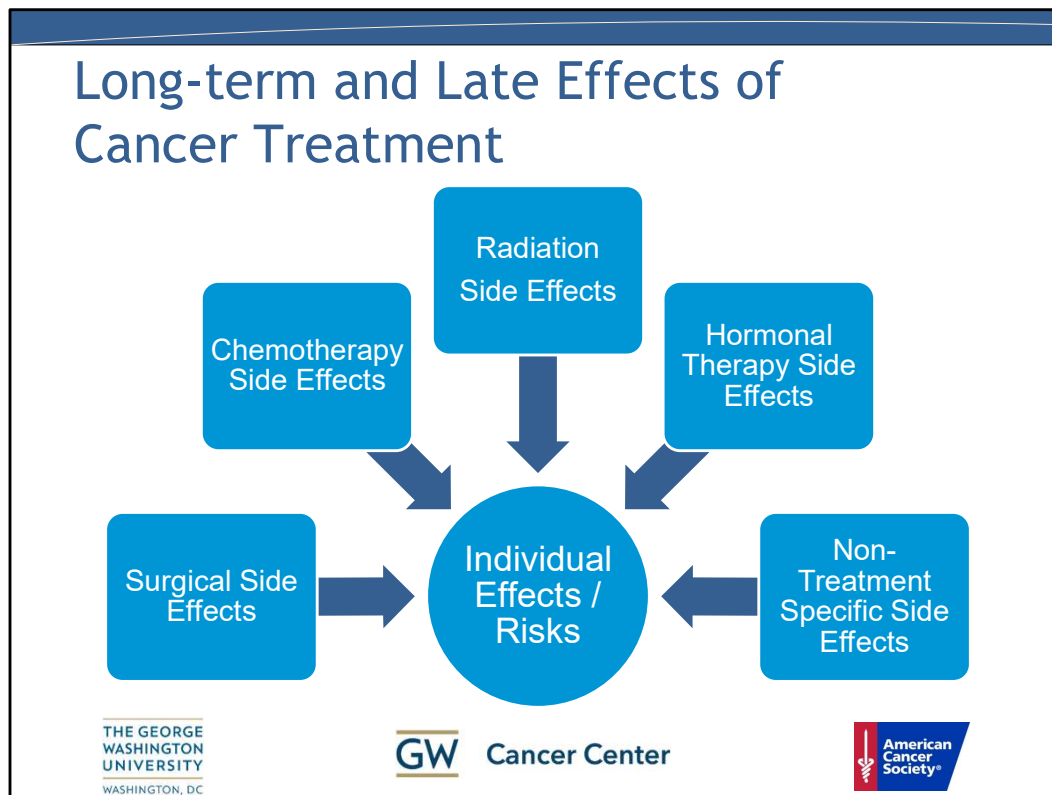 Long-term and Late Effects of
Cancer Treatment
Radiation
Side Effects
Chemotherapy
Side Effects
Hormonal
Therapy Side
Effects
Surgical Side
Effects
Individual
Effects /
Risks
Non-
Treatment
Specific Side
Effects
THE GEORGE
WASHINGTON
UNIVERSITY
WASHINGTON, DC
GW Cancer Center
American
Cancer
Society®